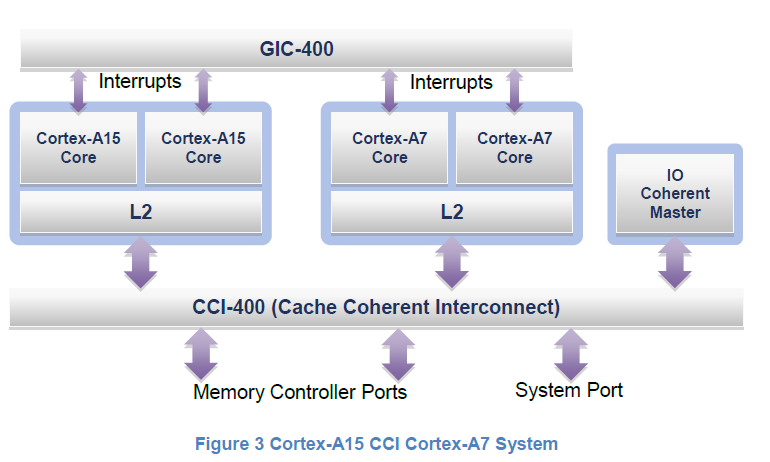 GIC-400
Interrupts
Interrupts
Cortex-A15
Core
Cortex-A15
Core
Cortex-A7
Core
Cortex-A7
Core
L2
L2
IO
Coherent
Master
CCI-400 (Cache Coherent Interconnect)
Memory Controller Ports
System Port
Figure 3 Cortex-A15 CCI Cortex-A7 System